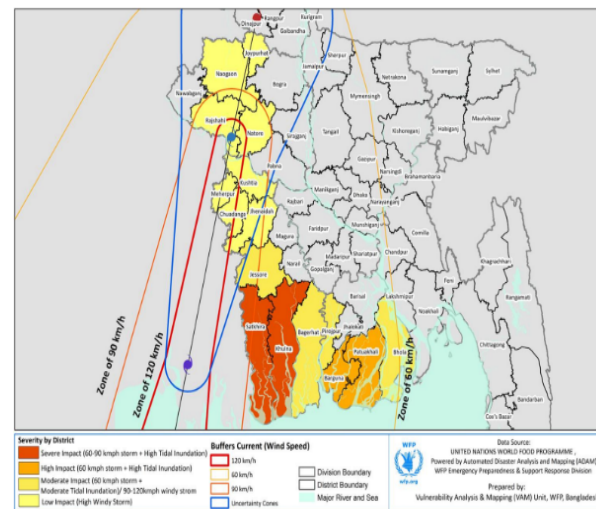 Dinajpur
Rangpur
Kurigram
Gaibandha
Joypurhat
Sherpur
Naogaon
Jamalpur
Netrakona
Sunamganj
Sylhet
Nawabganj
Bogra
Mymensingh
Rajshahi
Natore
Sirajganj
Tangail
Kishoreganj
Habiganj
Maulvibazar
Gazipur
Pabna
Narsingdi
Kushtia
Brahamanbaria
Meherpur
Manikganj
Dhaka
Chuadanga
Jhenaidah
Rajbari
Narayanganj
Magura
Faridpur
Munshiganj
Comilla
Jessore
Narail
Madaripur
Shariatpur
Chandpur
Gopalganj
Khagrachhari
Feni
Barisal
Lakshmipur
Noakhali
Rangamati
Satkhira
Khulna
Bagerhat
Pirojpur
Jhalokati
Chittagong
Patuakhali
Bhola
Barguna
Bandarban
Cox's Bazar
Zone of 90 km/h
Zone of 120 km/h
Zone of 60 km/h
Severity by District
Severe Impact (60-90 kmph storm + High Tidal Inundation)
High Impact (60 kmph storm + High Tidal Inundation)
Moderate Impact (60 kmph storm +
Moderate Tidal Inundation)/ 90-120kmph windy strom
Low Impact (High Windy Storm)
Buffers Current (Wind Speed)
120 km/h
60 km/h
90 km/h
Uncertainty Cones
Division Boundary
District Boundary
Major River and Sea
WFP
wfp.org
Data Source:
UNITED NATIONS WORLD FOOD PROGRAMME ,
Powered by Automated Disaster Analysis and Mapping (ADAM)
WFP Emergency Preparedness & Support Response Division
Prepared by:
Vulnerability Analysis & Mapping (VAM) Unit, WFP, Bangladesh